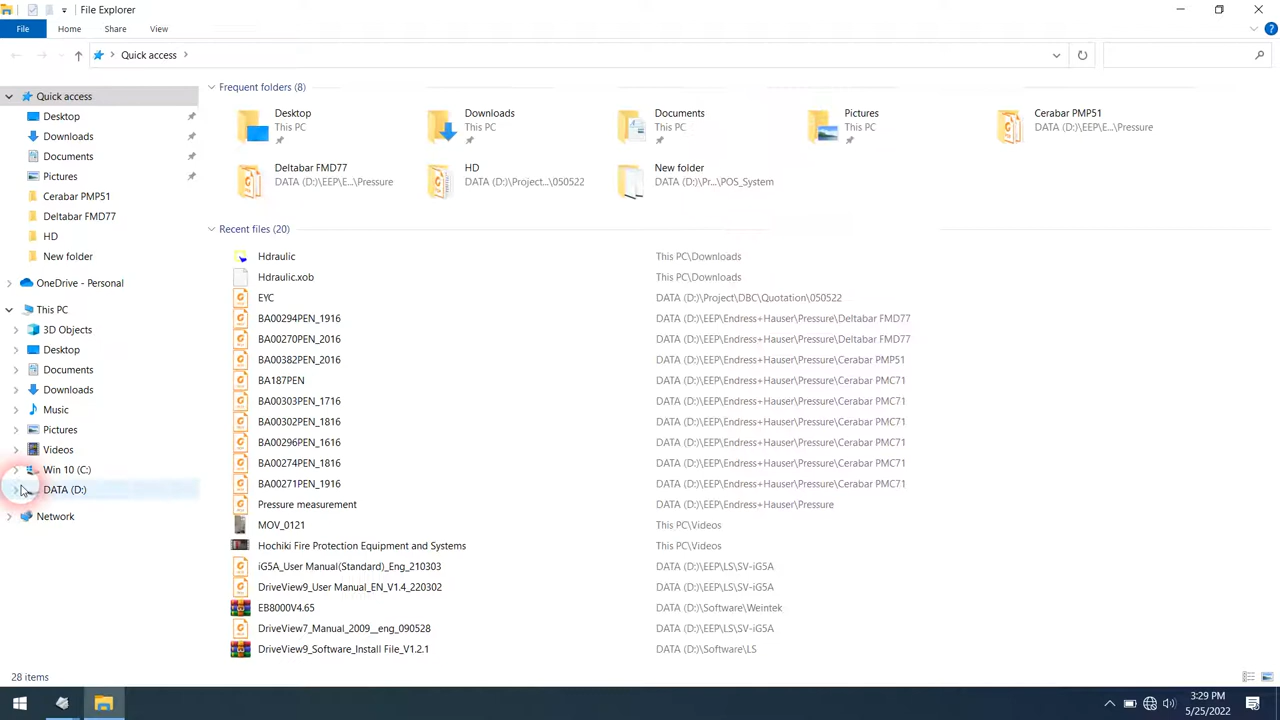 File Explorer
File Home Share View
Quick access
Quick access
Desktop
Downloads
Documents
Pictures
Cerabar PMP51
Deltabar FMD77
HD
New folder
OneDrive - Personal
This PC
3D Objects
Desktop
Documents
Downloads
Music
Pictures
Videos
Win 10 (C:)
DATA (D:)
Network
Frequent folders (8)
Desktop
This PC
Downloads
This PC
Documents
This PC
Pictures
This PC
Cerabar PMP51
DATA (D:)\EEP\E...\Pressure
Deltabar FMD77
DATA (D:)\EEP\E...\Pressure
HD
DATA (D:)\Project...\050522
New folder
DATA (D:)\Pr...\POS_System
Recent files (20)
Hdraulic This PC\Downloads
Hdraulic.xob This PC\Downloads
EYC DATA (D:)\Project\DBC\Quotation\050522
BA00294PEN_1916 DATA (D:)\EEP\Endress+Hauser\Pressure\Deltabar FMD77
BA00270PEN_2016 DATA (D:)\EEP\Endress+Hauser\Pressure\Deltabar FMD77
BA00382PEN_2016 DATA (D:)\EEP\Endress+Hauser\Pressure\Cerabar PMP51
BA187PEN DATA (D:)\EEP\Endress+Hauser\Pressure\Cerabar PMC71
BA00303PEN_1716 DATA (D:)\EEP\Endress+Hauser\Pressure\Cerabar PMC71
BA00302PEN_1816 DATA (D:)\EEP\Endress+Hauser\Pressure\Cerabar PMC71
BA00296PEN_1616 DATA (D:)\EEP\Endress+Hauser\Pressure\Cerabar PMC71
BA00274PEN_1816 DATA (D:)\EEP\Endress+Hauser\Pressure\Cerabar PMC71
BA00271PEN_1916 DATA (D:)\EEP\Endress+Hauser\Pressure\Cerabar PMC71
Pressure measurement DATA (D:)\EEP\Endress+Hauser\Pressure
MOV_0121 This PC\Videos
Hochiki Fire Protection Equipment and Systems This PC\Videos
iG5A_User Manual(Standard)_Eng_210303 DATA (D:)\EEP\LS\SV-iG5A
DriveView9_User Manual_EN_V1.4_220302 DATA (D:)\EEP\LS\SV-iG5A
EB8000V4.65 DATA (D:)\Software\Weintek
DriveView7_Manual_2009__eng_090528 DATA (D:)\EEP\LS\SV-iG5A
DriveView9_Software_Install File_V1.2.1 DATA (D:)\Software\LS
28 items
3:29 PM
5/25/2022